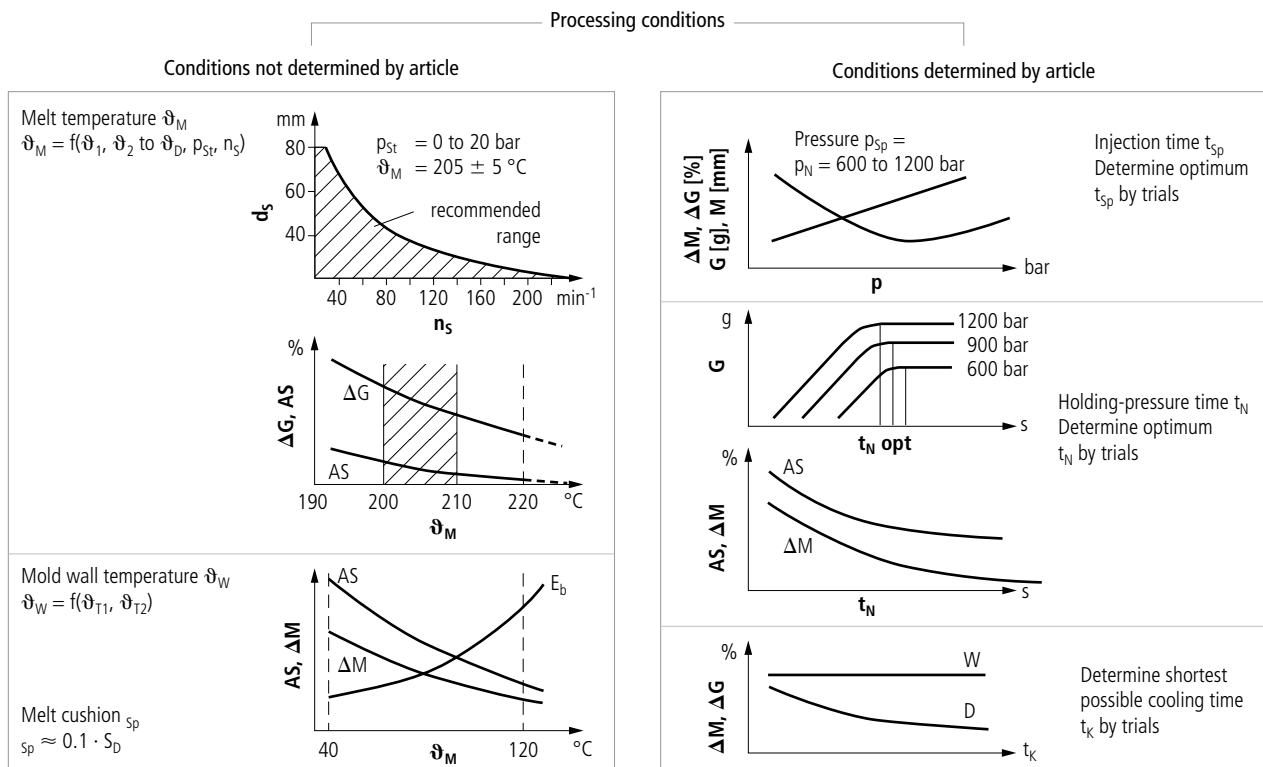 Processing conditions
Conditions not determined by article
Melt temperature ϑM
ϑM = f(ϑ1, ϑ2 to ϑD, pSt, nS)
mm
80
60
40
dS
pSt = 0 to 20 bar
ϑM = 205 ± 5 °C
recommended
range
40 80 120 160 200 min-1
nS
%
ΔG, AS
ΔG
AS
190 200 210 220 °C
ϑM
Mold wall temperature ϑW
ϑW = f(ϑT1, ϑT2)
Melt cushion Sp
Sp ≈ 0.1 · SD
AS, ΔM
AS
ΔM
Eb
40 120 °C
ϑM
Conditions determined by article
ΔM, ΔG [%]
G [g], M [mm]
Pressure pSp =
pN = 600 to 1200 bar
bar
p
Injection time tSp
Determine optimum
tSp by trials
g
G
1200 bar
900 bar
600 bar
s
tN opt
%
AS, ΔM
AS
ΔM
s
tN
Holding-pressure time tN
Determine optimum
tN by trials
%
ΔM, ΔG
W
D
tK
Determine shortest
possible cooling time
tK by trials